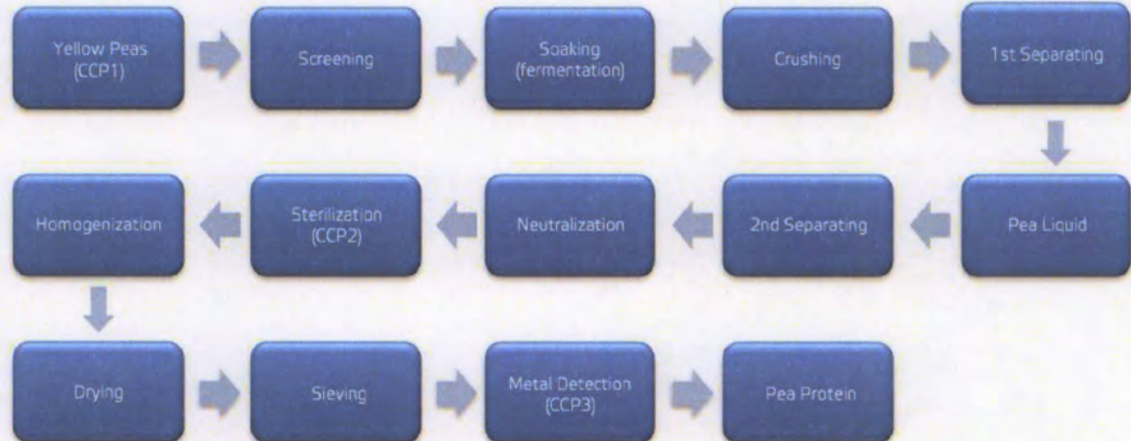 Yellow Peas
(CCP1)
Screening
Soaking
(fermentation)
Crushing
1st Separating
Pea Liquid
2nd Separating
Neutralization
Sterilization
(CCP2)
Homogenization
Drying
Sieving
Metal Detection
(CCP3)
Pea Protein